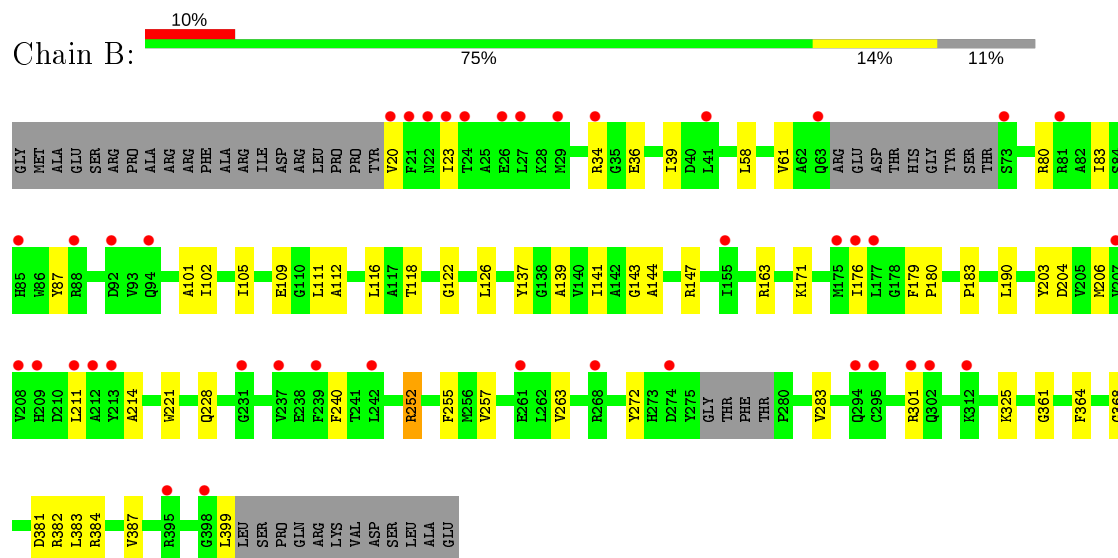 10%
Chain B:
75% 14% 11%
GLY MET ALA GLU SER ARG PRO ALA ARG ARG PHE ALA ARG ILE ASP ARG LEU PRO PRO TYR V20 F21 N22 I23 T24 A25 E26 L27 K28 M29 R34 G35 E36 I39 D40 L41 L58 V61 A62 Q63 ARG GLU ASP THR HIS GLY TYR SER THR S73 R80 R81 A82 I83 S84
H85 W86 Y87 R88 D92 V93 Q94 A101 I102 I105 E109 G110 L111 A112 L116 A117 T118 G122 L126 Y137 G138 A139 V140 I141 A142 G143 A144 R147 I155 R163 K171 M175 I176 L177 G178 F179 P180 P183 L190 Y203 D204 V205 M206 V207
V208 H209 D210 L211 A212 Y213 A214 W221 Q228 G231 V237 E238 F239 F240 T241 L242 R252 F255 M256 V257 E261 L262 V263 R268 Y272 H273 D274 Y275 GLY THR PHE THR P280 V283 Q294 C295 R301 Q302 K312 K325 G361 F364
D381 R382 L383 R384 V387 R395 G398 L399 LEU SER PRO GLN ARG LYS VAL ASP SER LEU ALA GLU